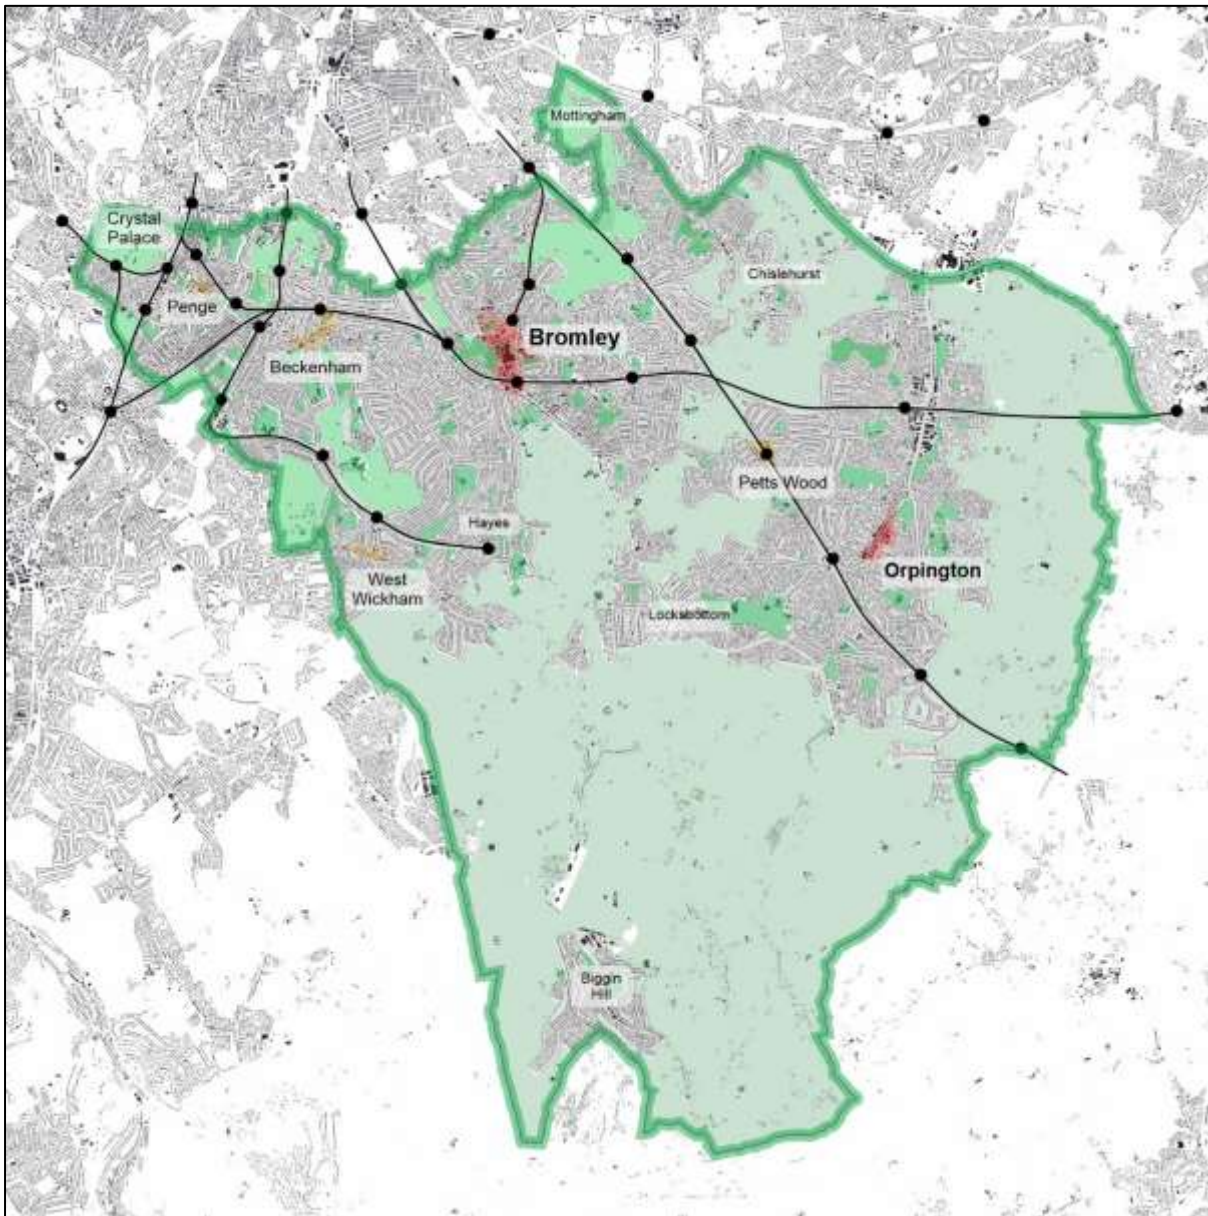 Mottingham
Crystal
Palace
Chislehurst
Penge
Bromley
Beckenham
Petts Wood
Hayes
Orpington
West
Wickham
Locksbottom
Biggin
Hill